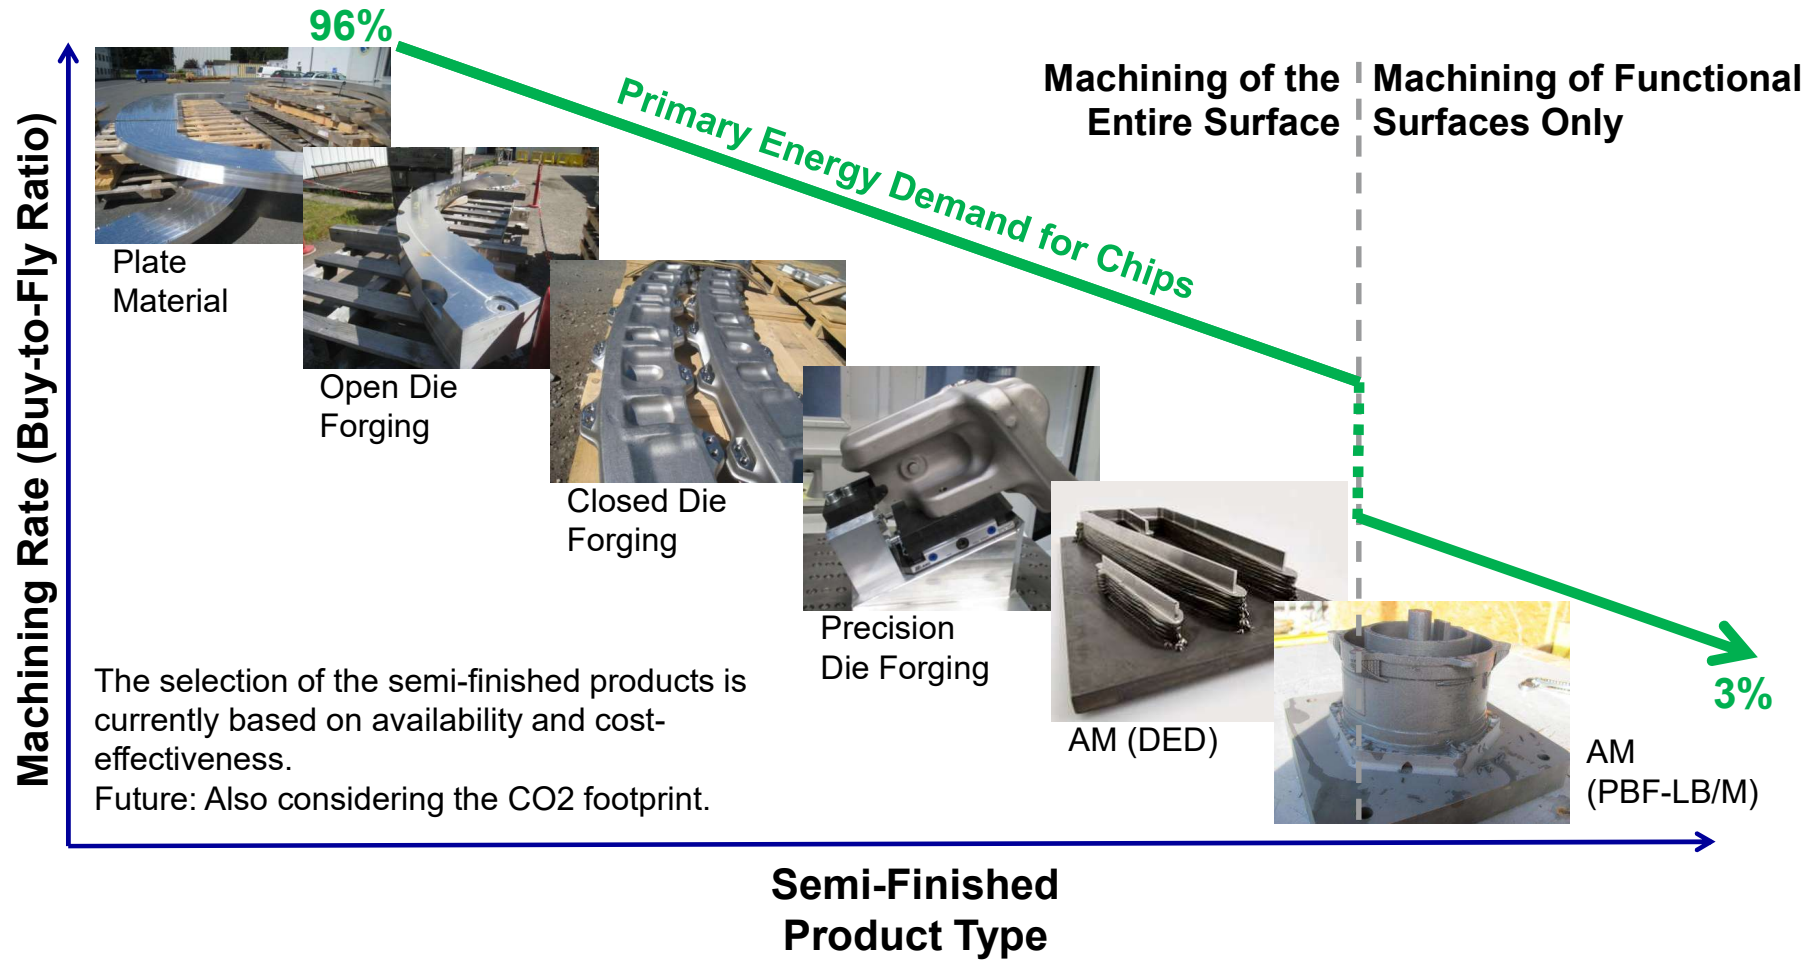 96%
Machining of the
Entire Surface
Machining of Functional
Surfaces Only
Primary Energy Demand for Chips
Machining Rate (Buy-to-Fly Ratio)
Plate
Material
Open Die
Forging
Closed Die
Forging
Precision
Die Forging
AM (DED)
3%
AM
(PBF-LB/M)
The selection of the semi-finished products is
currently based on availability and cost-
effectiveness.
Future: Also considering the CO2 footprint.
Semi-Finished
Product Type